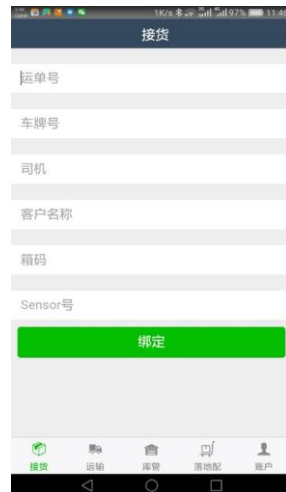 1K/s 97% 11:46
接货
运单号
车牌号
司机
客户名称
箱码
Sensor号
绑定
接货 运输 库管 落地配 账户